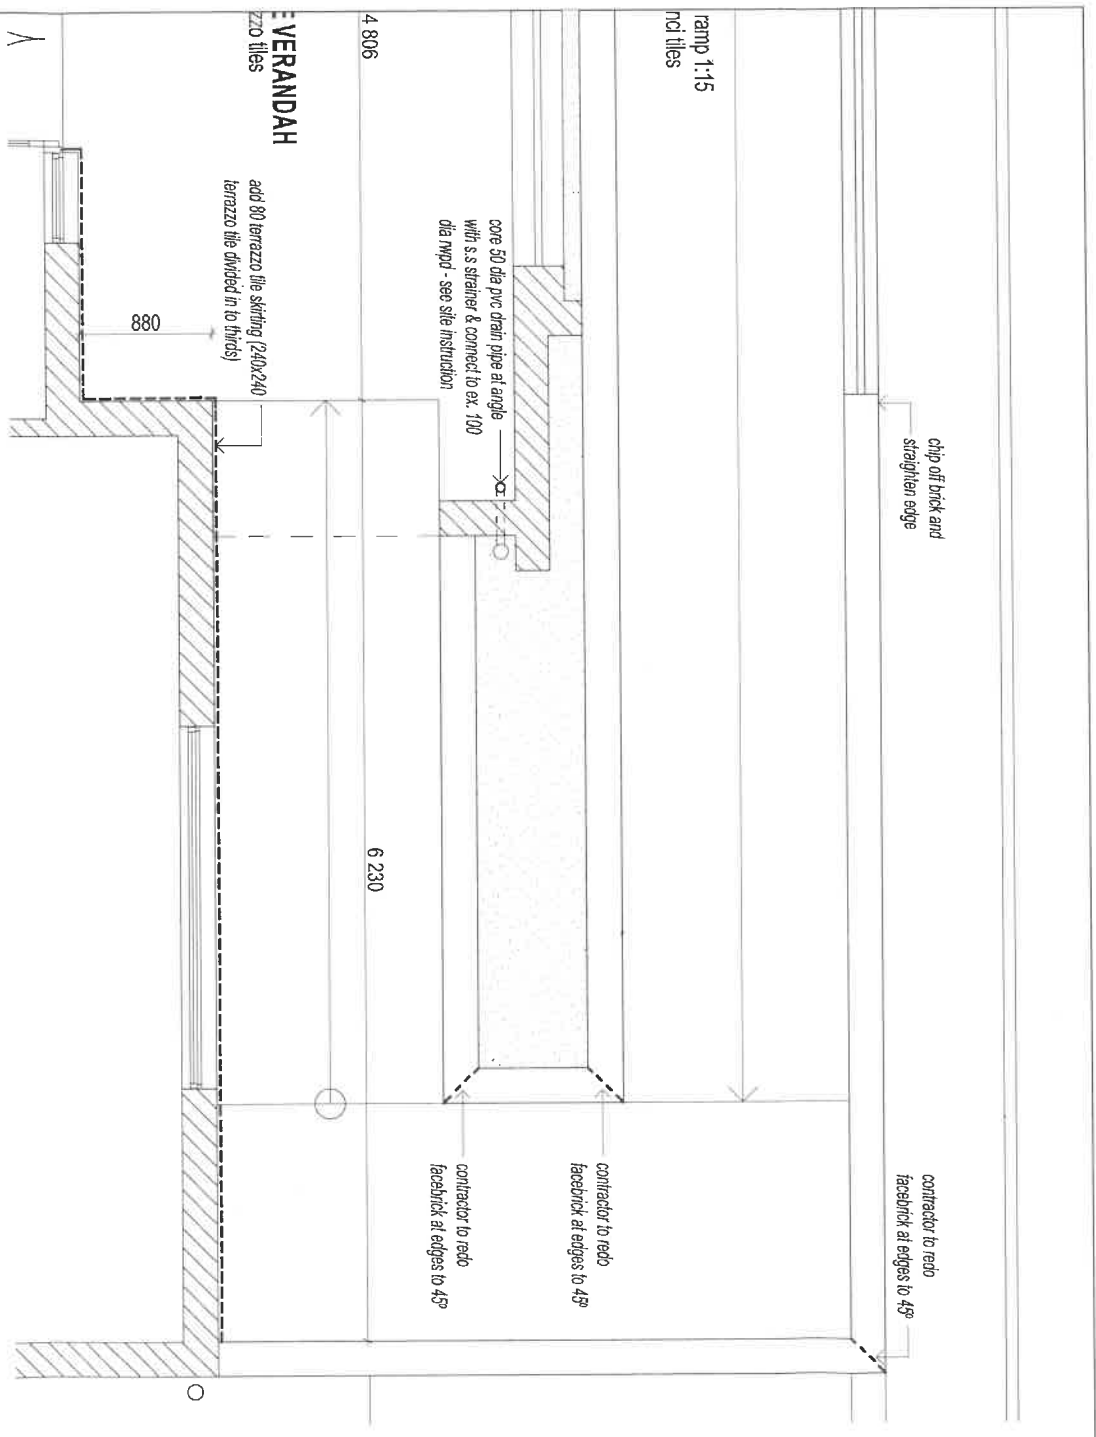 ramp 1:15
nci tiles
4 806
E VERANDAH
zzo tiles
880
add 80 terrazzo tile skirting (240x240
terrazzo tile divided in to thirds)
core 50 dia pvc drain pipe at angle
with s.s strainer & connect to ex. 100
dia rwpd - see site instruction
chip off brick and
straighten edge
6 230
contractor to redo
facebrick at edges to 45º
contractor to redo
facebrick at edges to 45º
contractor to redo
facebrick at edges to 45º